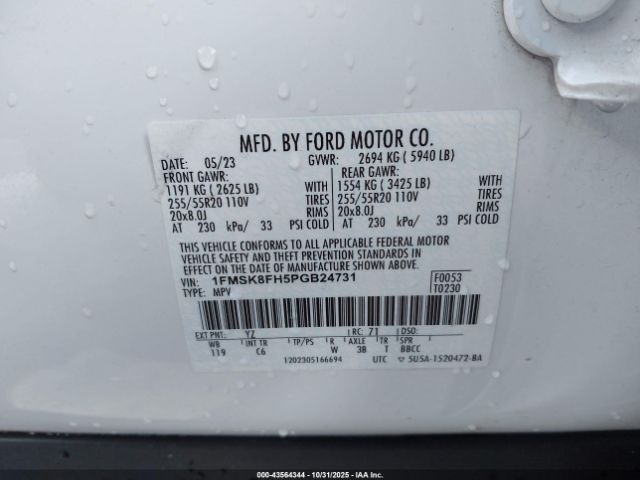 MFD. BY FORD MOTOR CO.
DATE: 05/23 GVWR: 2694 KG ( 5940 LB)
FRONT GAWR: REAR GAWR:
1191 KG ( 2625 LB) WITH 1554 KG ( 3425 LB) WITH
255/55R20 110V TIRES 255/55R20 110V TIRES
20x8.0J RIMS 20x8.0J RIMS
AT 230 kPa/ 33 PSI COLD AT 230 kPa/ 33 PSI COLD
THIS VEHICLE CONFORMS TO ALL APPLICABLE FEDERAL MOTOR
VEHICLE SAFETY AND THEFT PREVENTION STANDARDS IN
EFFECT ON THE DATE OF MANUFACTURE SHOWN ABOVE.
VIN: 1FMSK8FH5PGB24731 F0053
TYPE: MPV T0230
EXT PNT: YZ RC: 71 DSO:
WB INT TR TP/PS R AXLE TR SPR
119 C6 W 3B T BBCC
1202305166694 UTC ▽ 5U5A-1520472-BA
000-43564344 - 10/31/2025 - © IAA Inc.